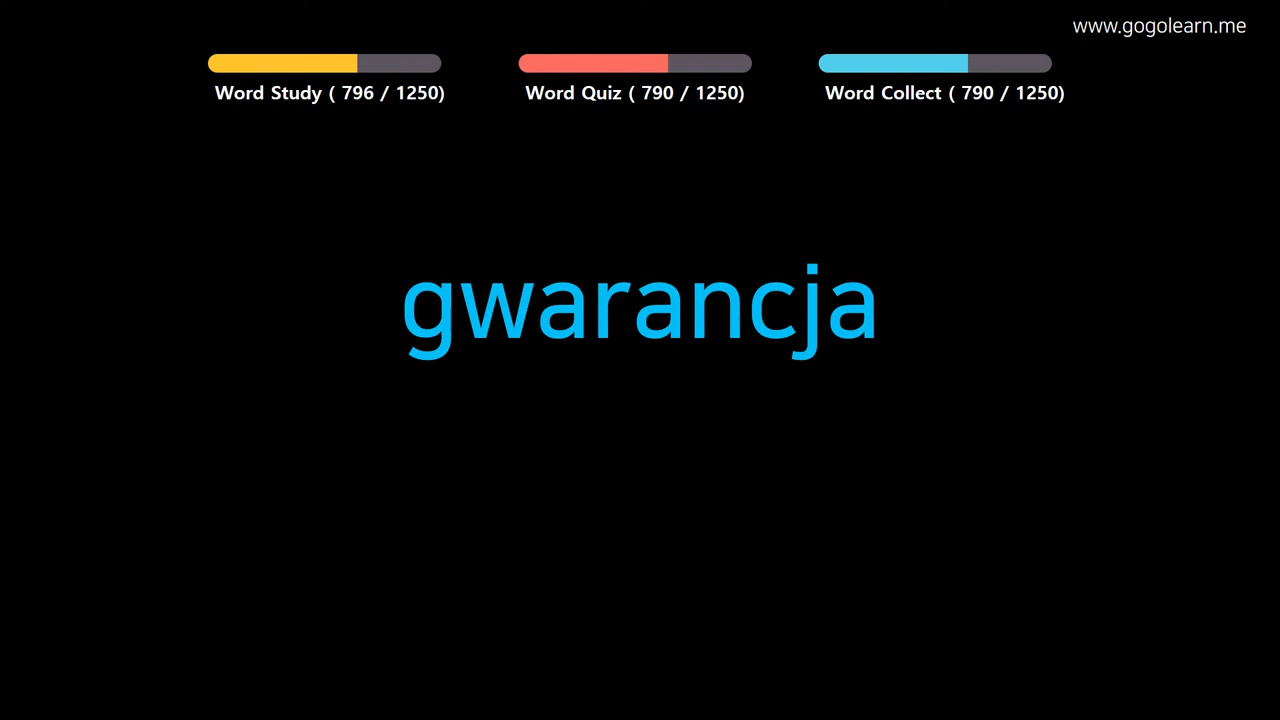 www.gogolearn.me
Word Study ( 796 / 1250)
Word Quiz ( 790 / 1250)
Word Collect ( 790 / 1250)
gwarancja